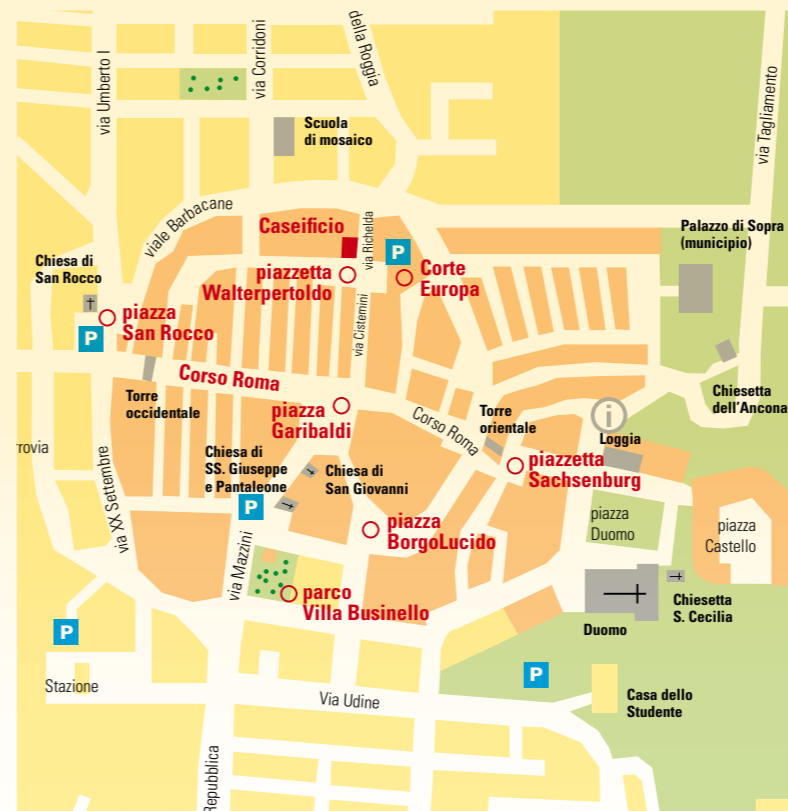 via Umberto I
via Corridoni
della Roggia
via Tagliamento
Scuola
di mosaico
viale Barbacane
Caseificio
via Richelda
P
Palazzo di Sopra
(municipio)
Chiesa di
San Rocco
piazzetta
Walterpertoldo
Corte
Europa
piazza
San Rocco
P
via Cistemini
Corso Roma
Torre
occidentale
piazza
Garibaldi
Corso Roma
Torre
orientale
i
Loggia
Chiesetta
dell'Ancona
rrovia
via XX Settembre
Chiesa di
SS. Giuseppe
e Pantaleone
Chiesa di
San Giovanni
piazzetta
Sachsenburg
P
piazza
BorgoLucido
piazza
Duomo
piazza
Castello
via Mazzini
parco
Villa Businello
Duomo
Chiesetta
S. Cecilia
P
P
Stazione
Via Udine
Casa dello
Studente
Repubblica